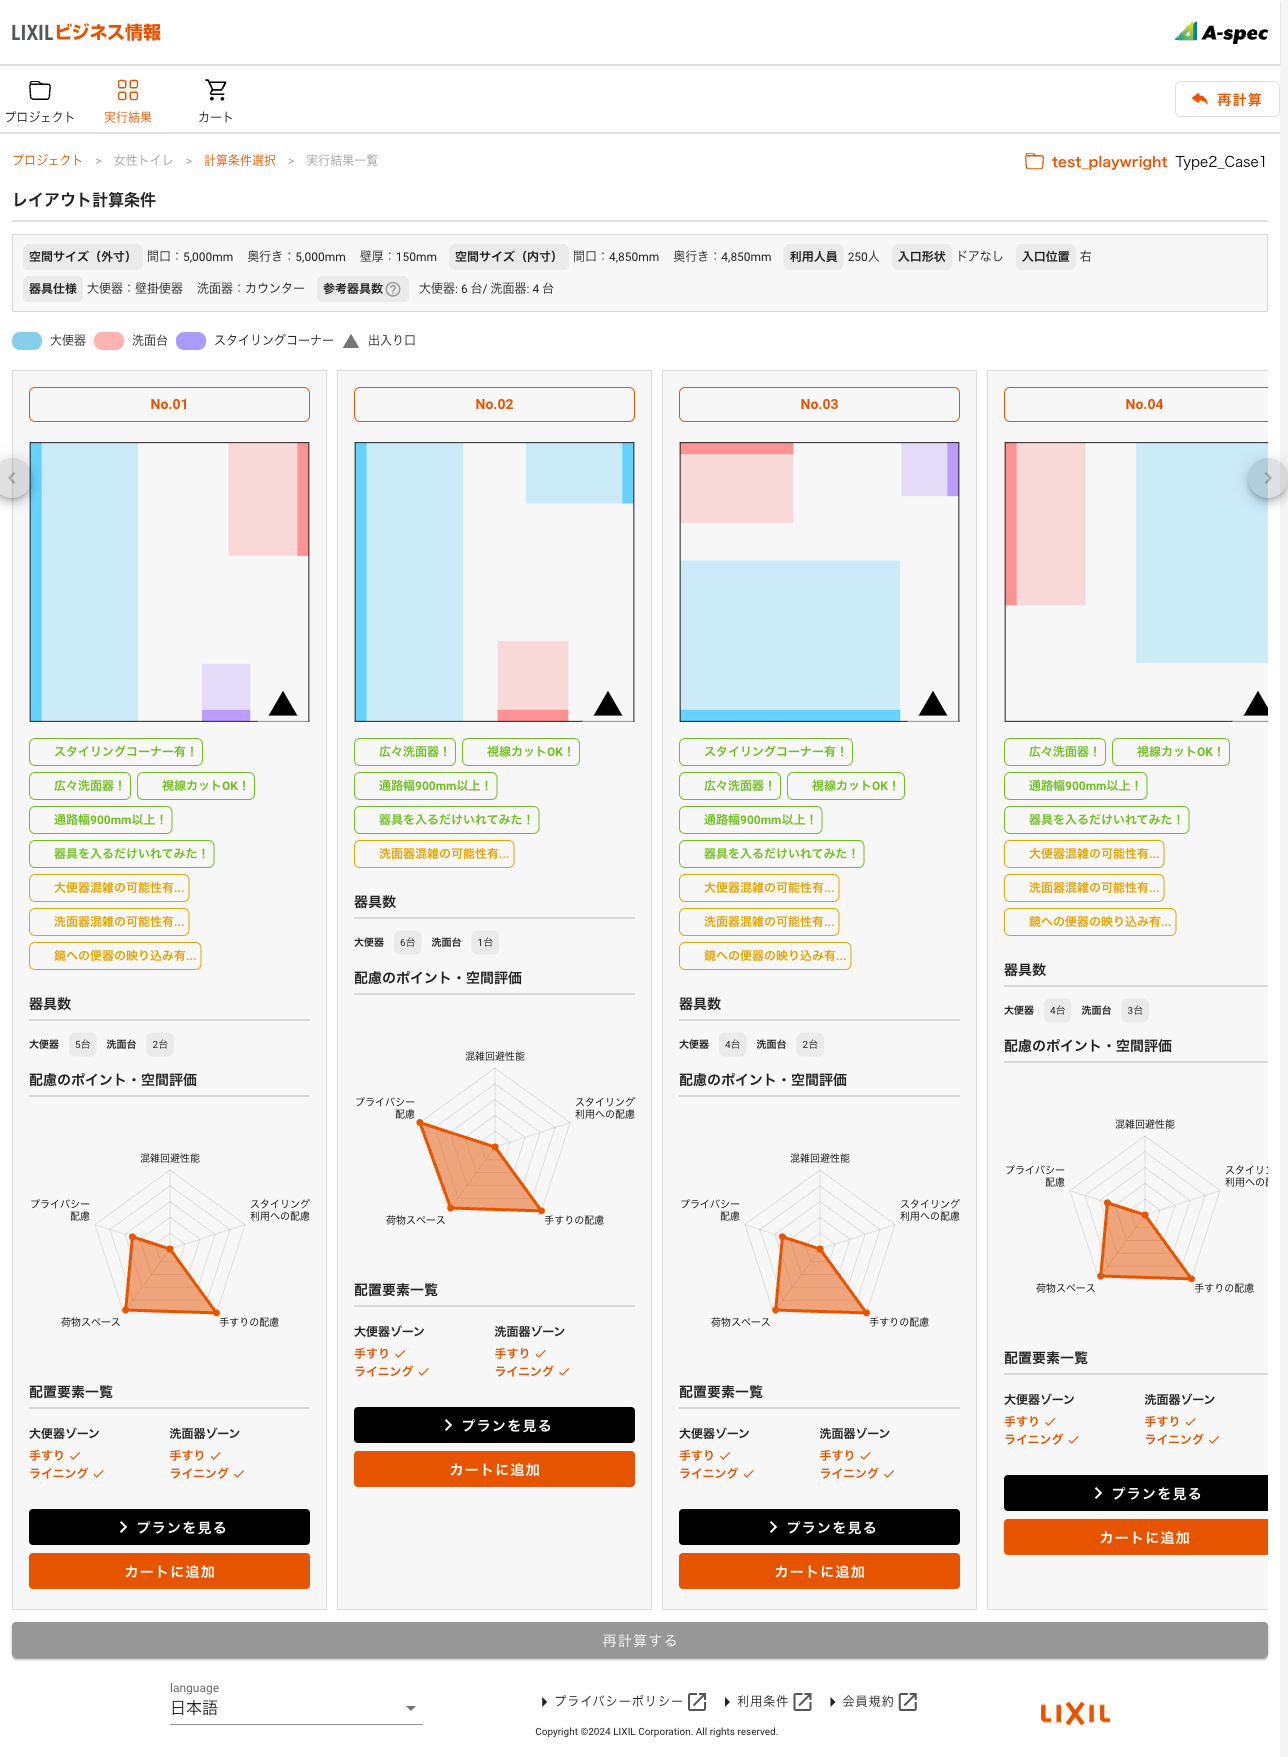 LIXILビジネス情報
A-spec
プロジェクト
実行結果
カート
再計算
プロジェクト > 女性トイレ > 計算条件選択 > 実行結果一覧
test_playwright Type2_Case1
レイアウト計算条件
空間サイズ（外寸） 間口：5,000mm 奥行き：5,000mm 壁厚：150mm 空間サイズ（内寸） 間口：4,850mm 奥行き：4,850mm 利用人員 250人 入口形状 ドアなし 入口位置 右
器具仕様 大便器：壁掛便器 洗面器：カウンター 参考器具数 大便器: 6 台/ 洗面器: 4 台
大便器 洗面台 スタイリングコーナー 出入り口
No.01
スタイリングコーナー有！
広々洗面器！ 視線カットOK！
通路幅900mm以上！
器具を入るだけいれてみた！
大便器混雑の可能性有...
洗面器混雑の可能性有...
鏡への便器の映り込み有...
器具数
大便器 5台 洗面台 2台
配慮のポイント・空間評価
混雑回避性能
プライバシー
配慮
スタイリング
利用への配慮
荷物スペース
手すりの配慮
配置要素一覧
大便器ゾーン 洗面器ゾーン
手すり 手すり
ライニング ライニング
プランを見る
カートに追加
No.02
広々洗面器！ 視線カットOK！
通路幅900mm以上！
器具を入るだけいれてみた！
洗面器混雑の可能性有...
器具数
大便器 6台 洗面台 1台
配慮のポイント・空間評価
混雑回避性能
プライバシー
配慮
スタイリング
利用への配慮
荷物スペース
手すりの配慮
配置要素一覧
大便器ゾーン 洗面器ゾーン
手すり 手すり
ライニング ライニング
プランを見る
カートに追加
No.03
スタイリングコーナー有！
広々洗面器！ 視線カットOK！
通路幅900mm以上！
器具を入るだけいれてみた！
大便器混雑の可能性有...
洗面器混雑の可能性有...
鏡への便器の映り込み有...
器具数
大便器 4台 洗面台 2台
配慮のポイント・空間評価
混雑回避性能
プライバシー
配慮
スタイリング
利用への配慮
荷物スペース
手すりの配慮
配置要素一覧
大便器ゾーン 洗面器ゾーン
手すり 手すり
ライニング ライニング
プランを見る
カートに追加
No.04
広々洗面器！ 視線カットOK！
通路幅900mm以上！
器具を入るだけいれてみた！
大便器混雑の可能性有...
洗面器混雑の可能性有...
鏡への便器の映り込み有...
器具数
大便器 4台 洗面台 3台
配慮のポイント・空間評価
混雑回避性能
プライバシー
配慮
スタイリ
利用への
荷物スペース
手すりの配慮
配置要素一覧
大便器ゾーン 洗面器ゾーン
手すり 手すり
ライニング ライニング
プランを見る
カートに追加
再計算する
language
日本語
プライバシーポリシー 利用条件 会員規約
Copyright ©2024 LIXIL Corporation. All rights reserved.
LIXIL